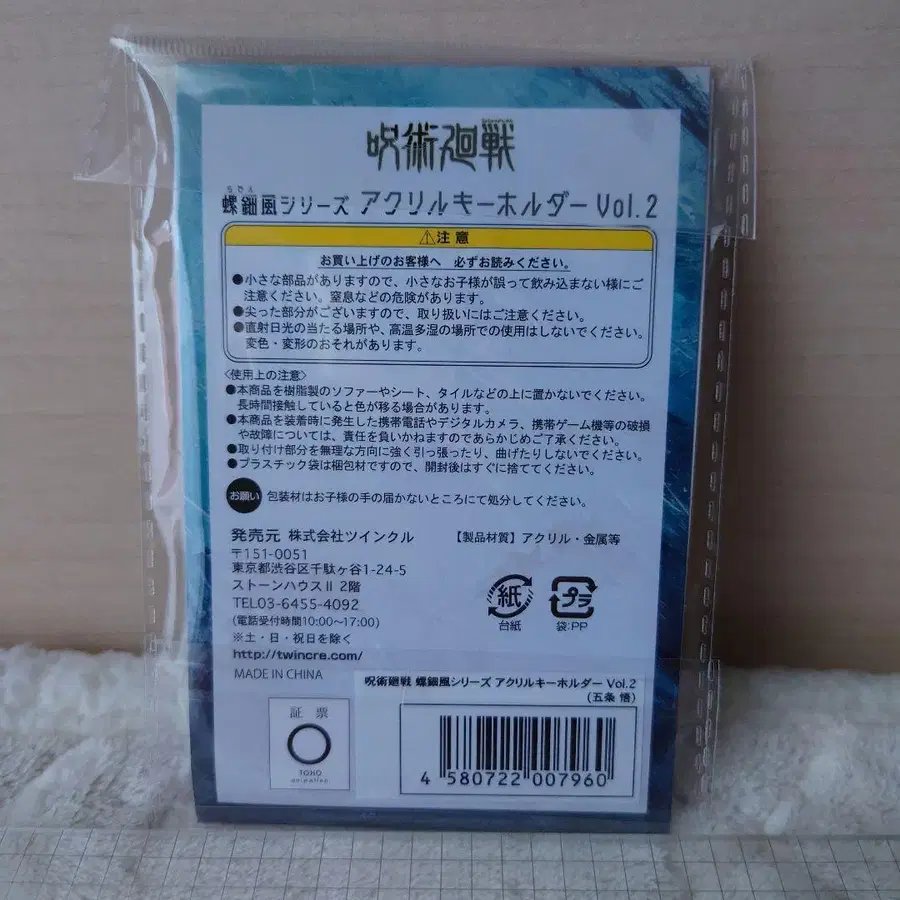 呪術廻戦
らでん
螺鈿風シリーズ アクリルキーホルダー Vol.2
⚠注意
お買い上げのお客様へ 必ずお読みください。
●小さな部品がありますので、小さなお子様が誤って飲み込まない様にご
注意ください。窒息などの危険があります。
●尖った部分がございますので、取り扱いにはご注意ください。
●直射日光の当たる場所や、高温多湿の場所での使用はしないでください。
変色・変形のおそれがあります。
〈使用上の注意〉
●本商品を樹脂製のソファーやシート、タイルなどの上に置かないでください。
長時間接触していると色が移る場合があります。
●本商品を装着時に発生した携帯電話やデジタルカメラ、携帯ゲーム機等の破損
や故障については、責任を負いかねますのであらかじめご了承ください。
●取り付け部分を無理な方向に強く引っ張ったり、曲げたりしないでください。
●プラスチック袋は梱包材ですので、開封後はすぐに捨ててください。
お願い 包装材はお子様の手の届かないところにて処分してください。
発売元 株式会社ツインクル
〒151-0051
東京都渋谷区千駄ヶ谷1-24-5
ストーンハウスⅡ 2階
TEL03-6455-4092
(電話受付時間10:00〜17:00)
※土・日・祝日を除く
http://twincre.com/
MADE IN CHINA
【製品材質】アクリル・金属等
紙
台紙
プラ
袋:PP
証票
TOHO
animation
呪術廻戦 螺鈿風シリーズ アクリルキーホルダー Vol.2
(五条 悟)
4 580722 007960